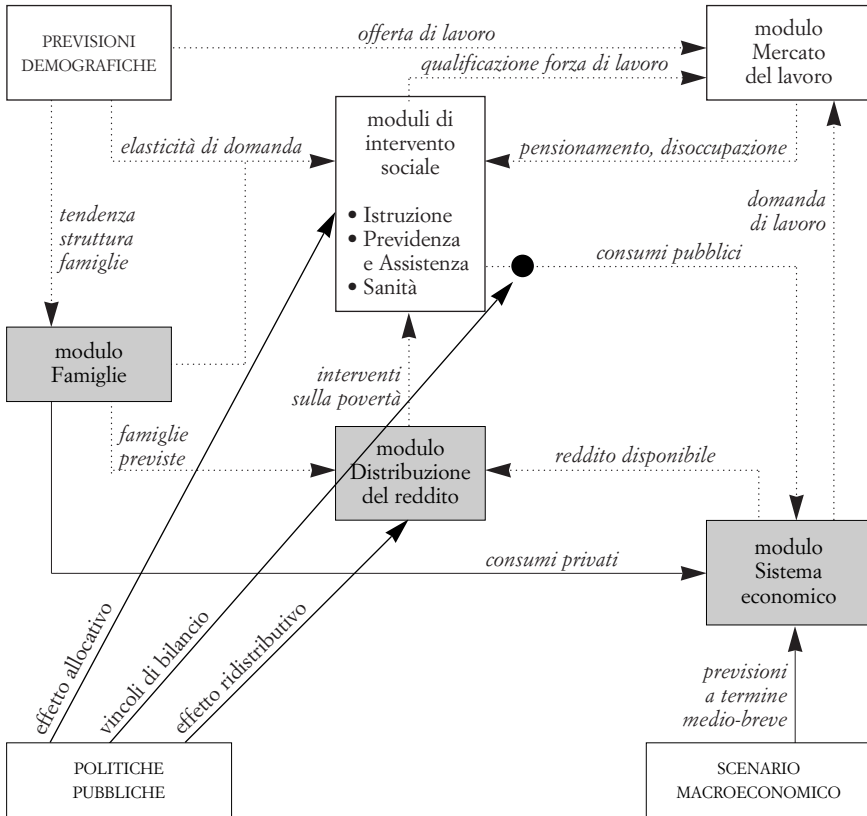 PREVISIONI
DEMOGRAFICHE
offerta di lavoro
qualificazione forza di lavoro
modulo
Mercato
del lavoro
elasticità di domanda
moduli di
intervento
sociale
• Istruzione
• Previdenza
e Assistenza
• Sanità
pensionamento, disoccupazione
tendenza
struttura
famiglie
domanda
di lavoro
consumi pubblici
modulo
Famiglie
interventi
sulla povertà
famiglie
previste
modulo
Distribuzione
del reddito
reddito disponibile
consumi privati
modulo
Sistema
economico
effetto allocativo
vincoli di bilancio
effetto ridistributivo
previsioni
a termine
medio-breve
POLITICHE
PUBBLICHE
SCENARIO
MACROECONOMICO